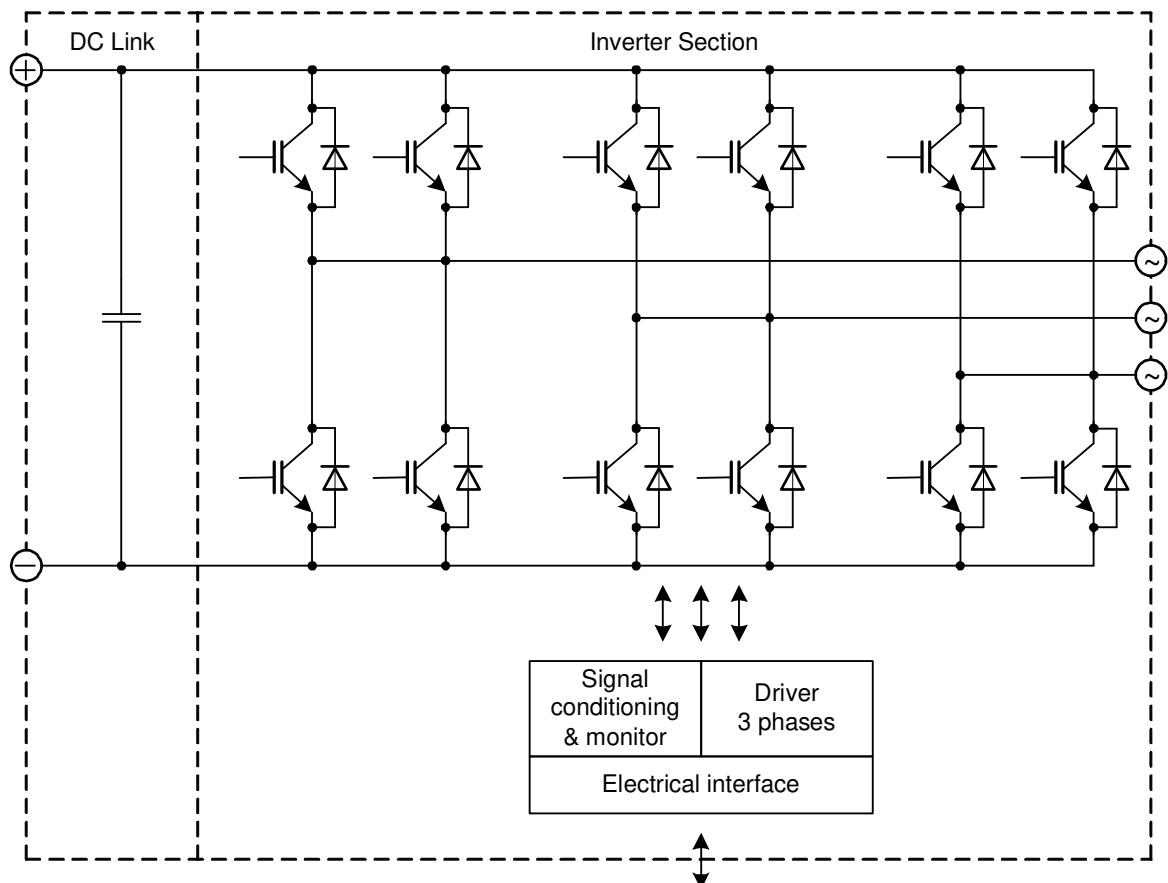 DC Link
Inverter Section
+
~
~
~
−
Signal
conditioning
& monitor
Driver
3 phases
Electrical interface